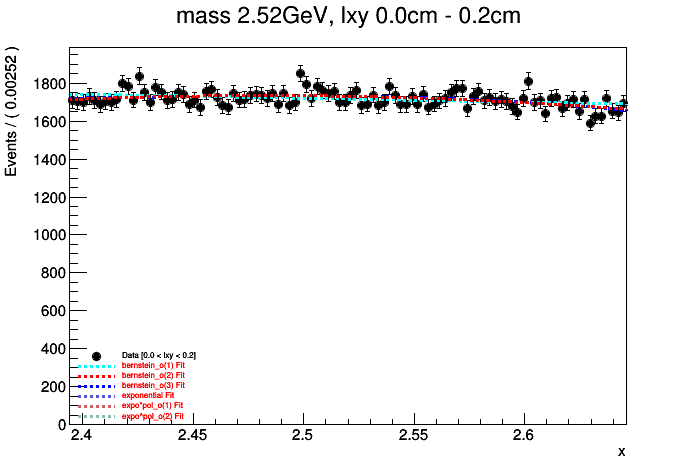 mass 2.52GeV, lxy 0.0cm - 0.2cm
Events / ( 0.00252 )
1800
1600
1400
1200
1000
800
600
400
200
0
Data [0.0 < lxy < 0.2]
bernstein_o(1) Fit
bernstein_o(2) Fit
bernstein_o(3) Fit
exponential Fit
expo*pol_o(1) Fit
expo*pol_o(2) Fit
2.4 2.45 2.5 2.55 2.6
x